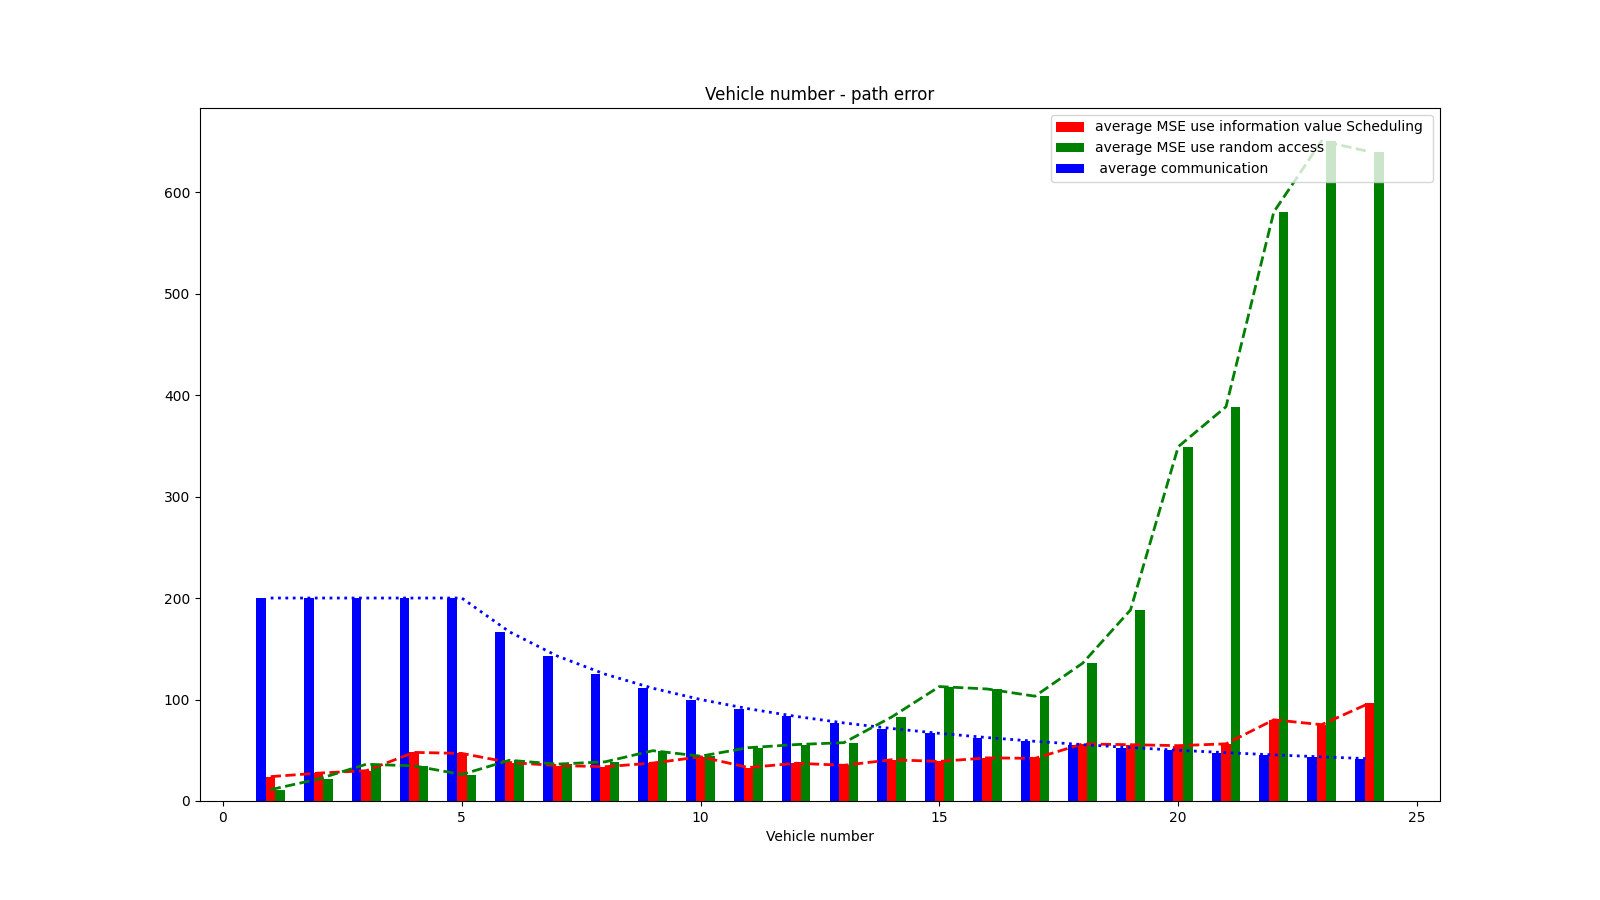 Vehicle number - path error
average MSE use information value Scheduling
average MSE use random access
average communication
600
500
400
300
200
100
0
0 5 10 15 20 25
Vehicle number